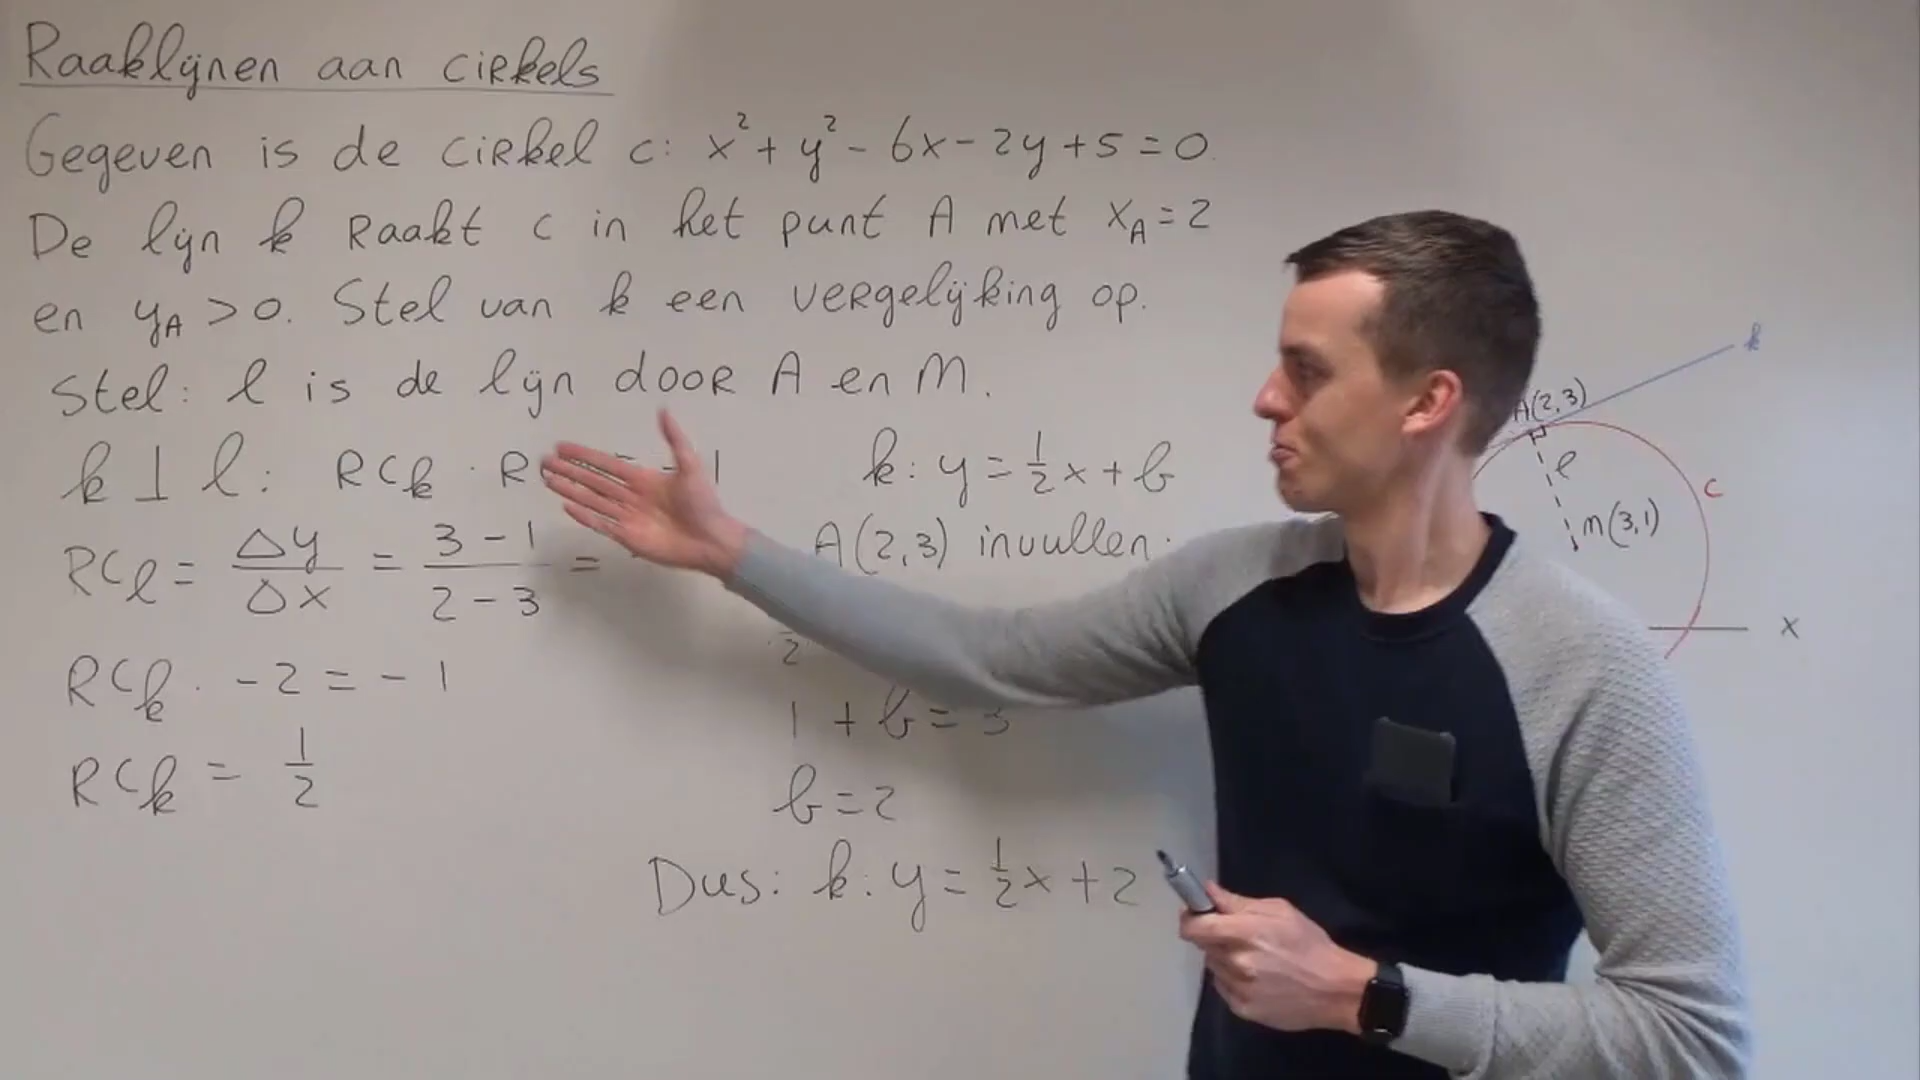 Raaklijnen aan cirkels
Gegeven is de cirkel c: x² + y² - 6x - 2y + 5 = 0.
De lijn k raakt c in het punt A met x_A = 2
en y_A > 0. Stel van k een vergelijking op.
Stel: l is de lijn door A en M.
k ⊥ l: RC_k · R = - 1
RC_l = Δy/Δx = (3 - 1)/(2 - 3) =
RC_k · -2 = -1
RC_k = 1/2
k: y = 1/2 x + b
A(2,3) invullen:
2
1 + b = 3
b = 2
Dus: k: y = 1/2 x + 2
k
A(2,3)
l
c
M(3,1)
x